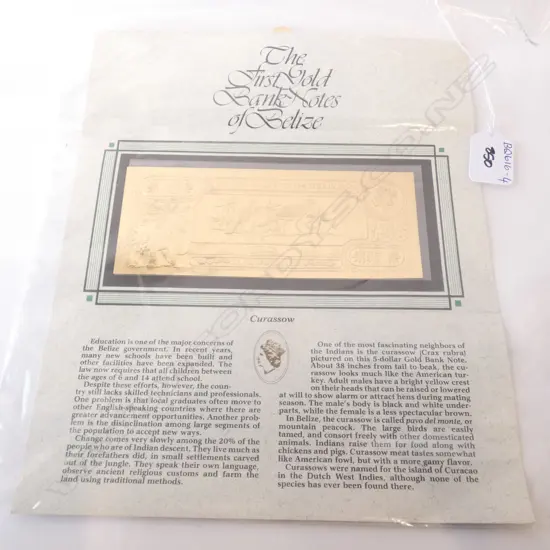 The
First Gold
Bank Notes
of Belize
B0616-4
350
Curassow
Education is one of the major concerns of
the Belize government. In recent years,
many new schools have been built and
other facilities have been expanded. The
law now requires that all children between
the ages of 6 and 14 attend school.
Despite these efforts, however, the coun-
try still lacks skilled technicians and professionals.
One problem is that local graduates often move to
other English-speaking countries where there are
greater advancement opportunities. Another prob-
lem is the disinclination among large segments of
the population to accept new ways.
Change comes very slowly among the 20% of the
people who are of Indian descent. They live much as
their forefathers did, in small settlements carved
out of the jungle. They speak their own language,
observe ancient religious customs and farm the
land using traditional methods.
One of the most fascinating neighbors of
the Indians is the curassow (Crax rubra)
pictured on this 5-dollar Gold Bank Note.
About 38 inches from tail to beak, the cu-
rassow looks much like the American tur-
key. Adult males have a bright yellow crest
on their heads that can be raised or lowered
at will to show alarm or attract hens during mating
season. The male's body is black and white under-
parts, while the female is a less spectacular brown.
In Belize, the curassow is called pavo del monte, or
mountain peacock. The large birds are easily
tamed, and consort freely with other domesticated
animals. Indians raise them for food along with
chickens and pigs. Curassow meat tastes somewhat
like American fowl, but with a more gamy flavor.
Curassows were named for the island of Curacao
in the Dutch West Indies, although none of the
species has ever been found there.